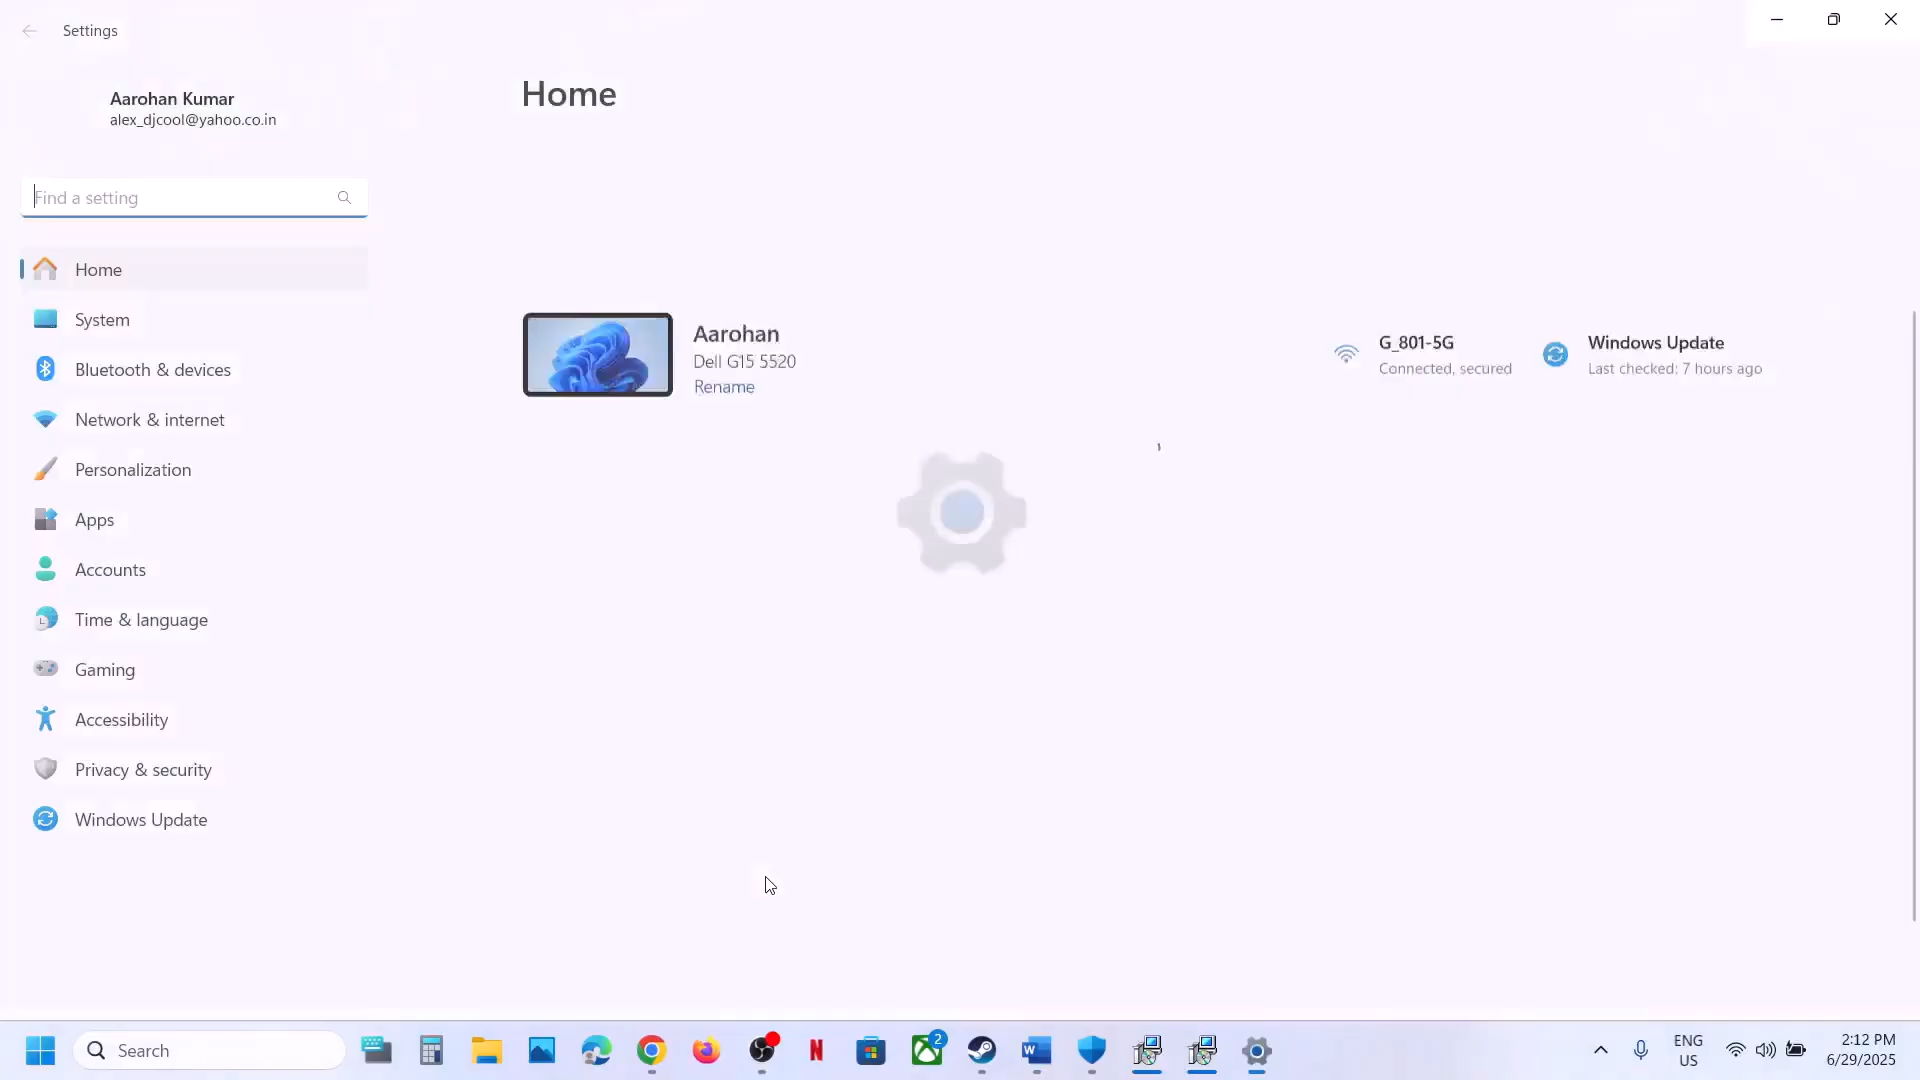 Settings
Aarohan Kumar
alex_djcool@yahoo.co.in
Find a setting
Home
System
Bluetooth & devices
Network & internet
Personalization
Apps
Accounts
Time & language
Gaming
Accessibility
Privacy & security
Windows Update
Home
Aarohan
Dell G15 5520
Rename
G_801-5G
Connected, secured
Windows Update
Last checked: 7 hours ago
Search
2
ENG
US
2:12 PM
6/29/2025